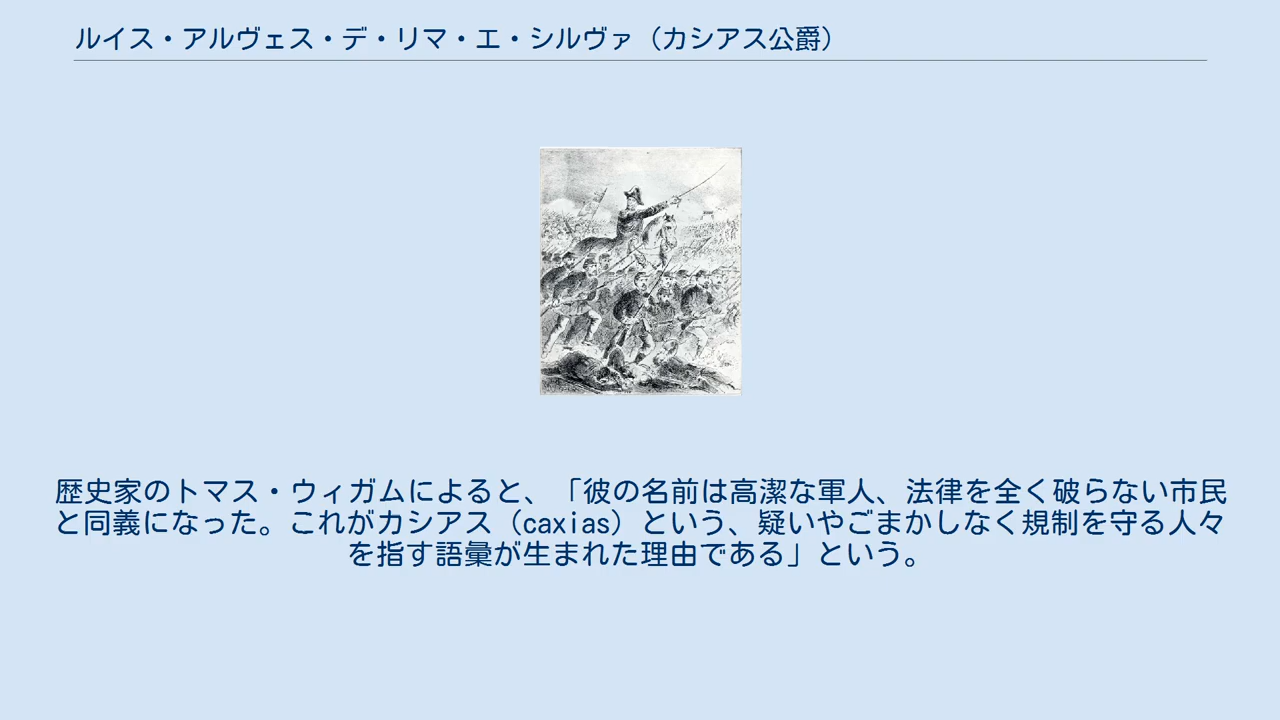 ルイス・アルヴェス・デ・リマ・エ・シルヴァ（カシアス公爵）
歴史家のトマス・ウィガムによると、「彼の名前は高潔な軍人、法律を全く破らない市民
と同義になった。これがカシアス（caxias）という、疑いやごまかしなく規制を守る人々
を指す語彙が生まれた理由である」という。